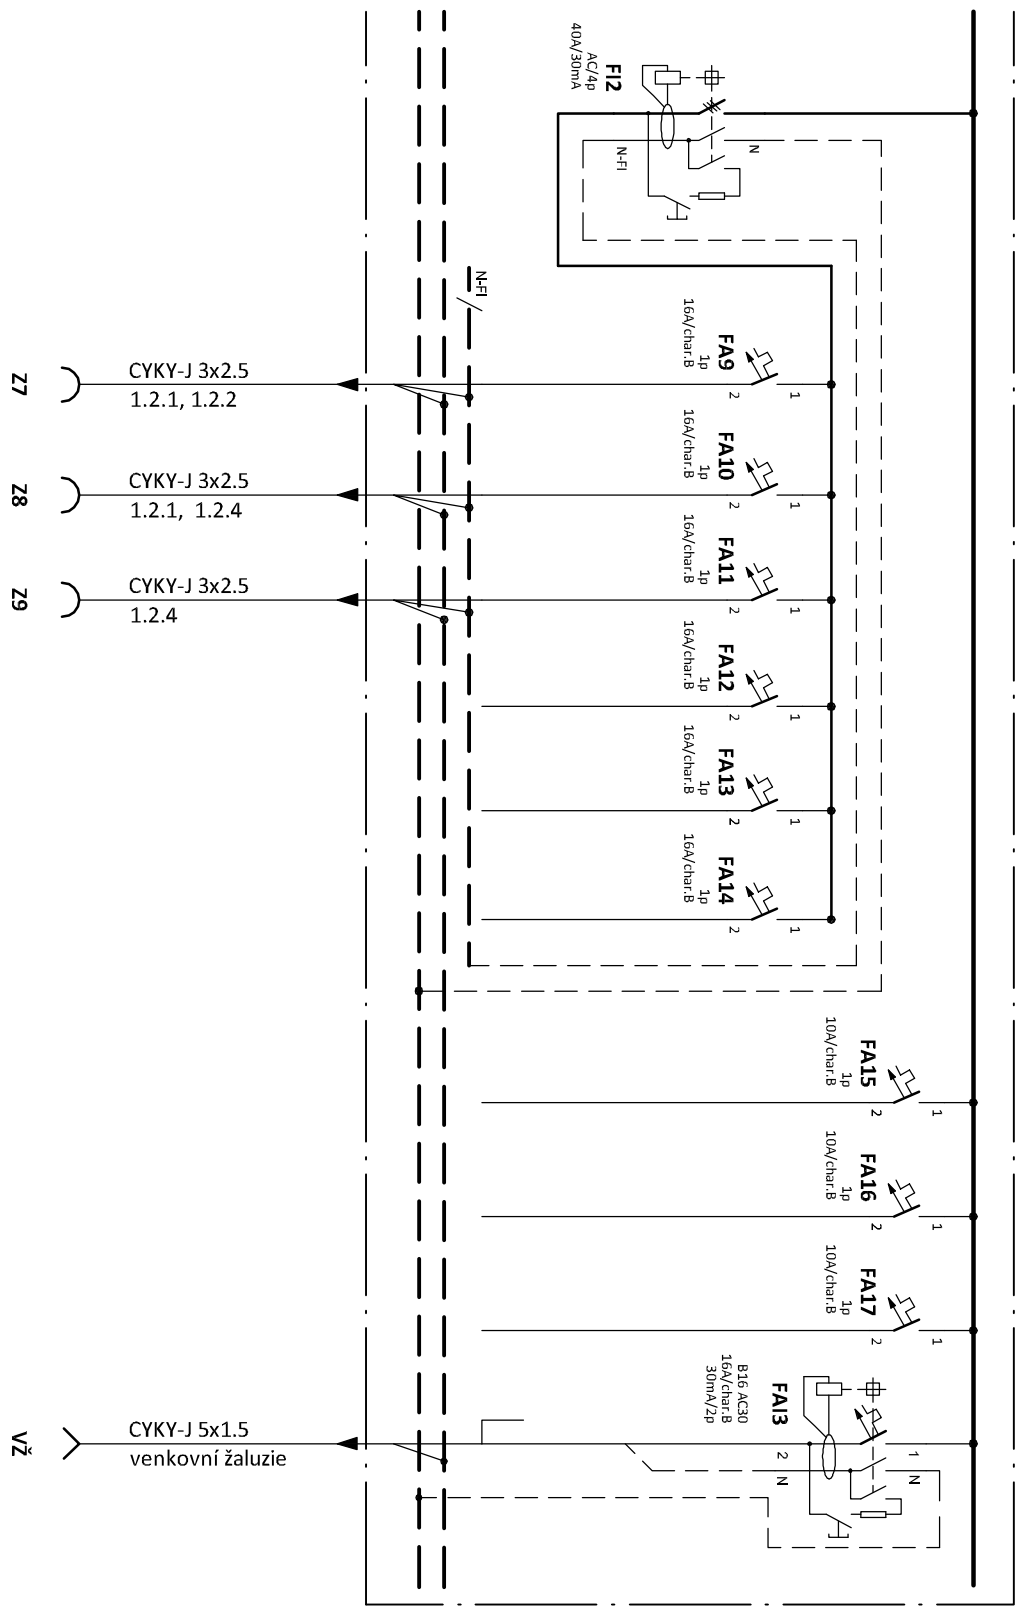 FI2
AC/4p
40A/30mA
N
N-FI
N-FI
FA9
1p
16A/char.B
1
2
Z7
CYKY-J 3x2.5
1.2.1, 1.2.2
FA10
1p
16A/char.B
1
2
Z8
CYKY-J 3x2.5
1.2.1, 1.2.4
FA11
1p
16A/char.B
1
2
Z9
CYKY-J 3x2.5
1.2.4
FA12
1p
16A/char.B
1
2
FA13
1p
16A/char.B
1
2
FA14
1p
16A/char.B
1
2
FA15
1p
10A/char.B
1
2
FA16
1p
10A/char.B
1
2
FA17
1p
10A/char.B
1
2
FAI3
B16 AC30
16A/char.B
30mA/2p
1
N
2
N
VŽ
CYKY-J 5x1.5
venkovní žaluzie